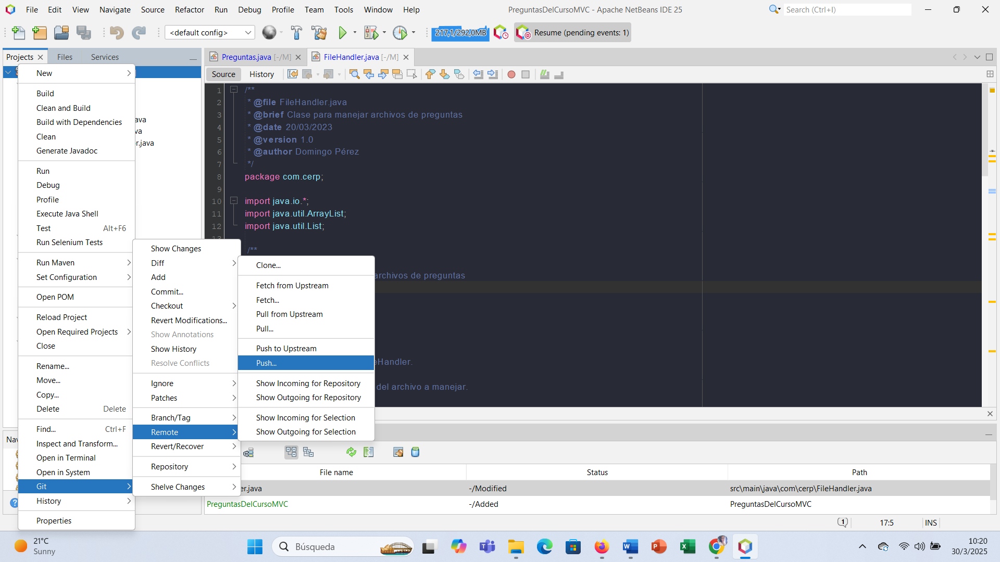 File Edit View Navigate Source Refactor Run Debug Profile Team Tools Window Help
PreguntasDelCursoMVC - Apache NetBeans IDE 25
Search (Ctrl+I)
<default config>
217,1/292,0MB
Resume (pending events: 1)
Projects Files Services
Preguntas.java [-/M]
FileHandler.java [-/M]
Source History
New
Build
Clean and Build
Build with Dependencies
Clean
Generate Javadoc
Run
Debug
Profile
Execute Java Shell
Test Alt+F6
Run Selenium Tests
Run Maven
Set Configuration
Open POM
Reload Project
Open Required Projects
Close
Rename...
Move...
Copy...
Delete Delete
Find... Ctrl+F
Inspect and Transform...
Open in Terminal
Open in System
Git
History
Properties
ava
va
r.java
Show Changes
Diff
Add
Commit...
Checkout
Revert Modifications...
Show Annotations
Show History
Resolve Conflicts
Ignore
Patches
Branch/Tag
Remote
Revert/Recover
Repository
Shelve Changes
Clone...
Fetch from Upstream
Fetch...
Pull from Upstream
Pull...
Push to Upstream
Push...
Show Incoming for Repository
Show Outgoing for Repository
Show Incoming for Selection
Show Outgoing for Selection
1 /**
2 * @file FileHandler.java
3 * @brief Clase para manejar archivos de preguntas
4 * @date 20/03/2023
5 * @version 1.0
6 * @author Domingo Pérez
7 */
8 package com.cerp;
9
10 import java.io.*;
11 import java.util.ArrayList;
12 import java.util.List;
13
/**
archivos de preguntas
eHandler.
del archivo a manejar.
Nav
File name Status Path
er.java -/Modified src\main\java\com\cerp\FileHandler.java
PreguntasDelCursoMVC -/Added PreguntasDelCursoMVC
1
17:5 INS
21°C
Sunny
Búsqueda
10:20
30/3/2025